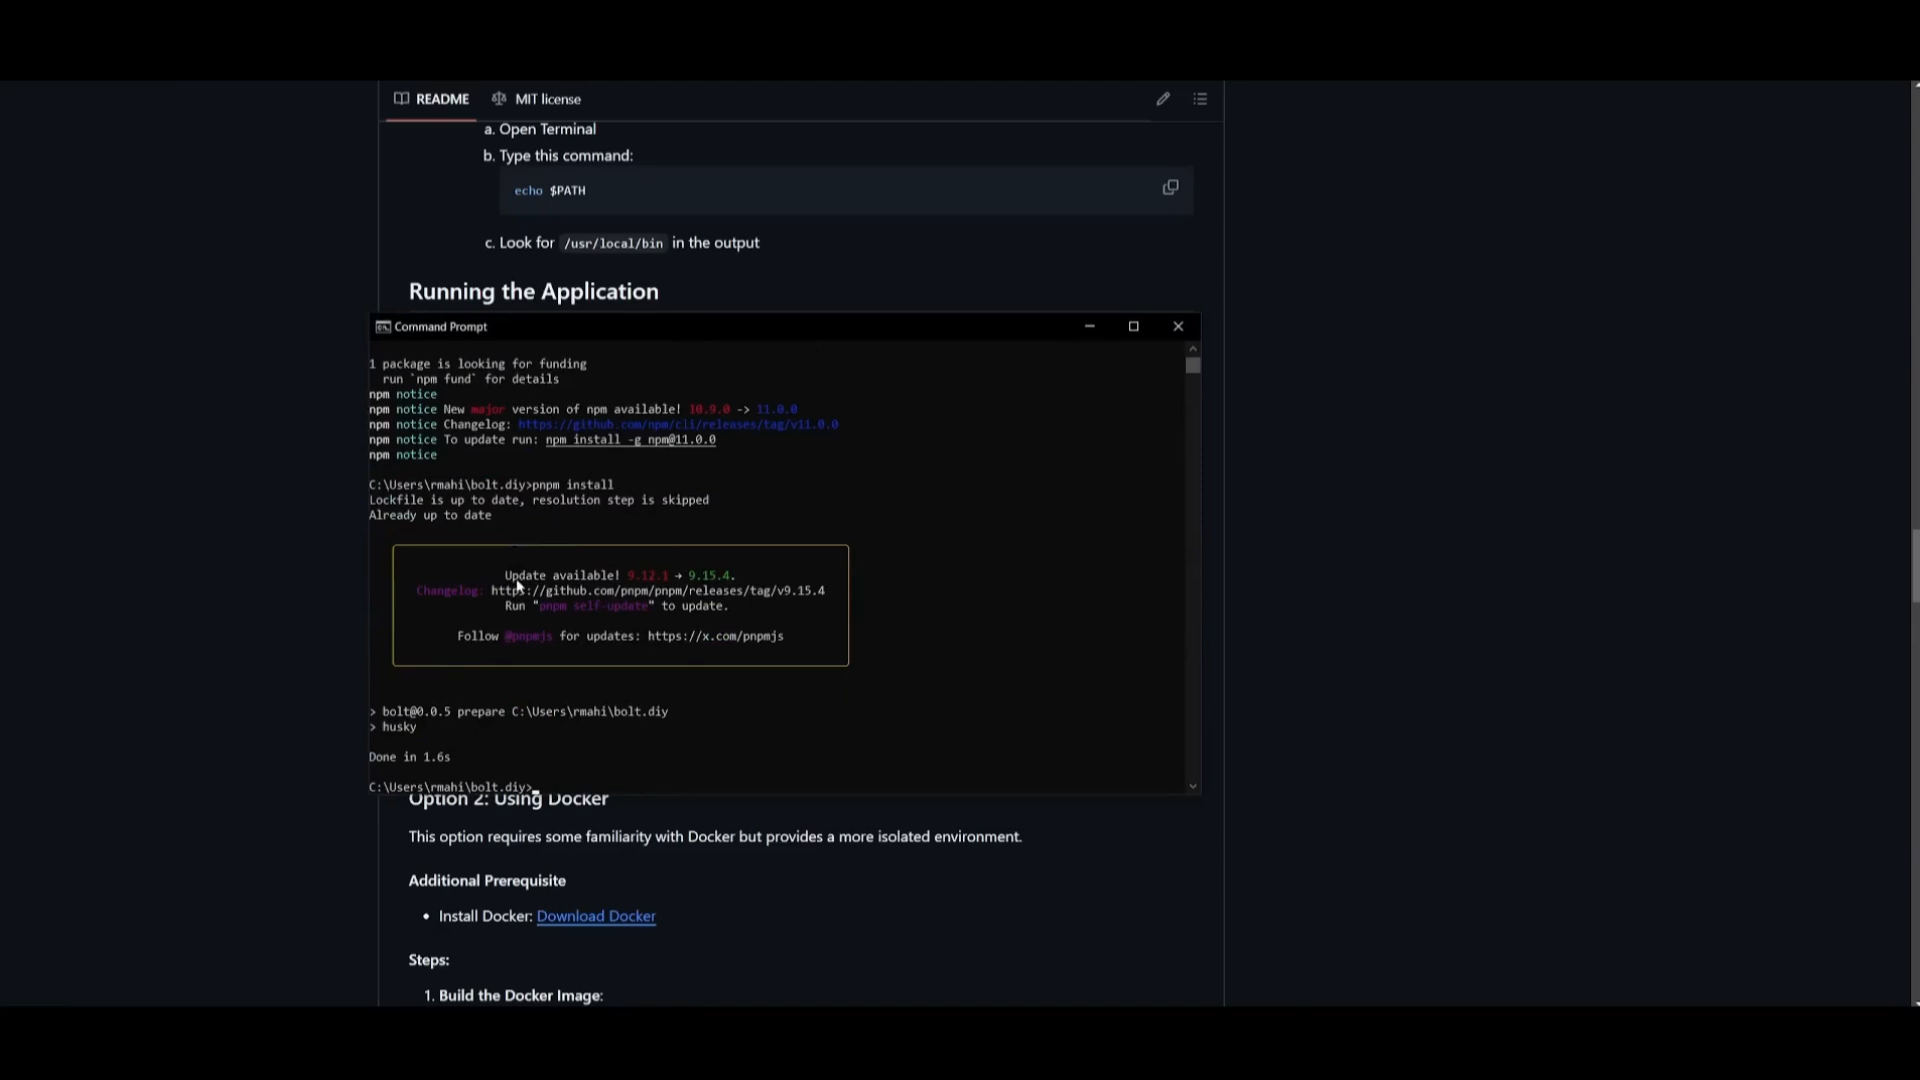 README
MIT license
a. Open Terminal
b. Type this command:
echo $PATH
c. Look for /usr/local/bin in the output
Running the Application
Command Prompt
1 package is looking for funding
run `npm fund` for details
npm notice
npm notice New major version of npm available! 10.9.0 -> 11.0.0
npm notice Changelog: https://github.com/npm/cli/releases/tag/v11.0.0
npm notice To update run: npm install -g npm@11.0.0
npm notice
C:\Users\rmahi\bolt.diy>pnpm install
Lockfile is up to date, resolution step is skipped
Already up to date
Update available! 9.12.1 → 9.15.4.
Changelog: https://github.com/pnpm/pnpm/releases/tag/v9.15.4
Run "pnpm self-update" to update.
Follow @pnpmjs for updates: https://x.com/pnpmjs
> bolt@0.0.5 prepare C:\Users\rmahi\bolt.diy
> husky
Done in 1.6s
C:\Users\rmahi\bolt.diy>
Option 2: Using Docker
This option requires some familiarity with Docker but provides a more isolated environment.
Additional Prerequisite
• Install Docker: Download Docker
Steps:
1. Build the Docker Image: